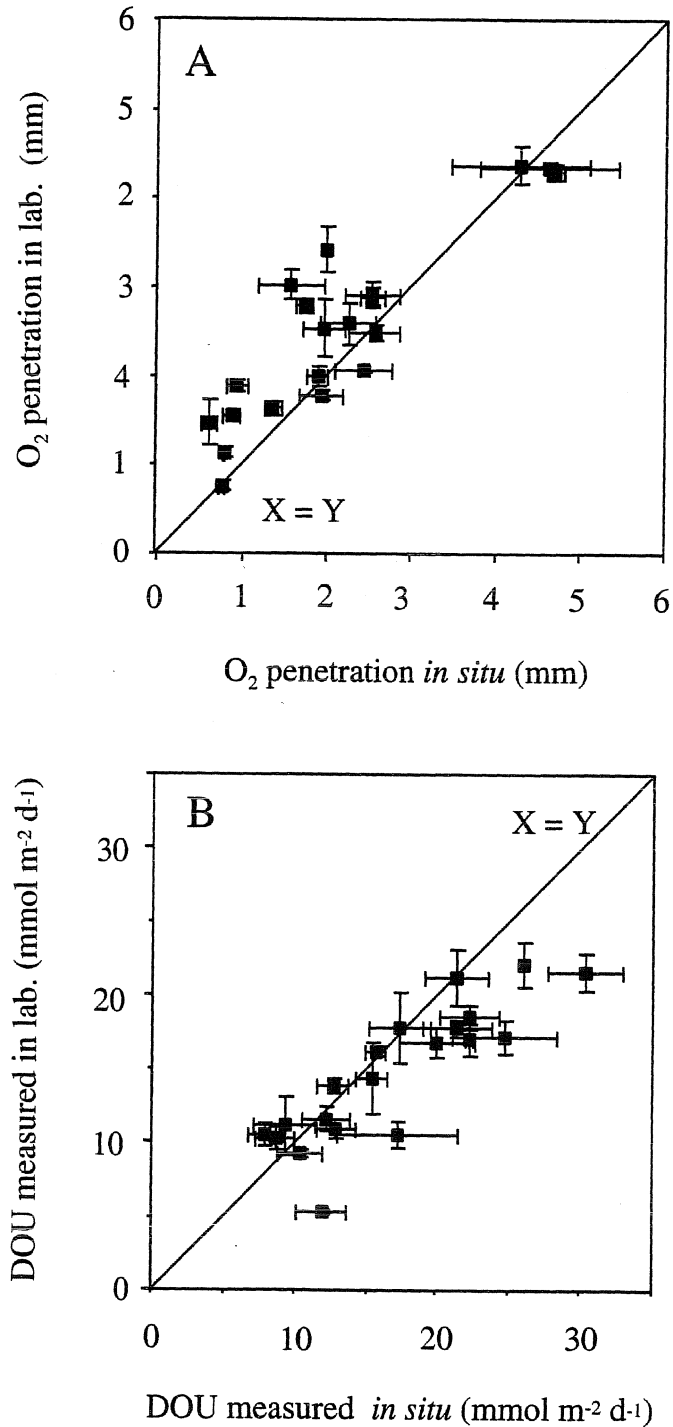 A
6
5
2
3
4
1
0
O₂ penetration in lab. (mm)
X = Y
0 1 2 3 4 5 6
O₂ penetration in situ (mm)
B
X = Y
30
20
10
0
DOU measured in lab. (mmol m⁻² d⁻¹)
0 10 20 30
DOU measured in situ (mmol m⁻² d⁻¹)